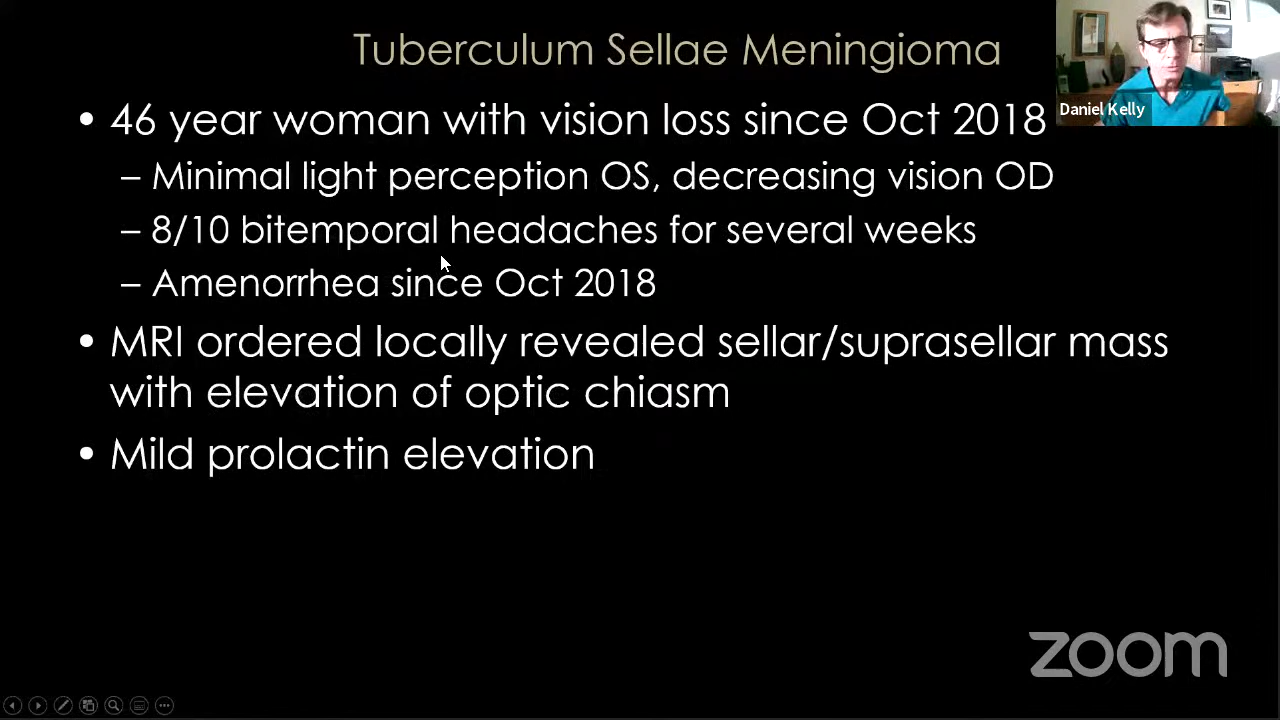 Tuberculum Sellae Meningioma
Daniel Kelly
• 46 year woman with vision loss since Oct 2018
– Minimal light perception OS, decreasing vision OD
– 8/10 bitemporal headaches for several weeks
– Amenorrhea since Oct 2018
• MRI ordered locally revealed sellar/suprasellar mass
with elevation of optic chiasm
• Mild prolactin elevation
zoom